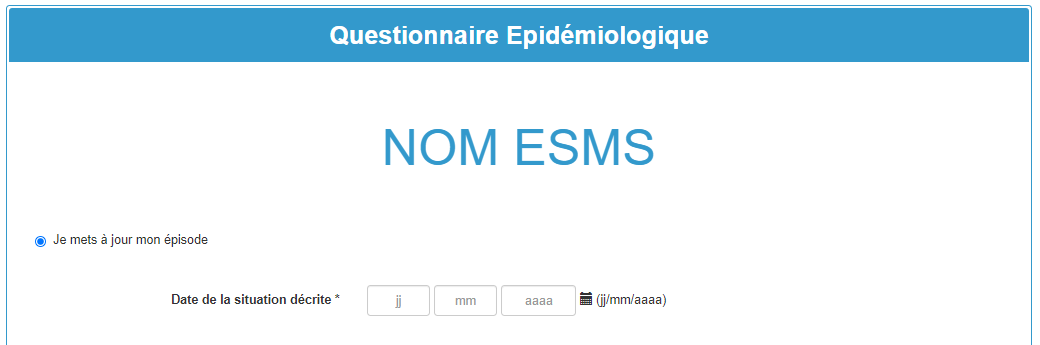 Questionnaire Epidémiologique
NOM ESMS
Je mets à jour mon épisode
Date de la situation décrite * jj mm aaaa (jj/mm/aaaa)